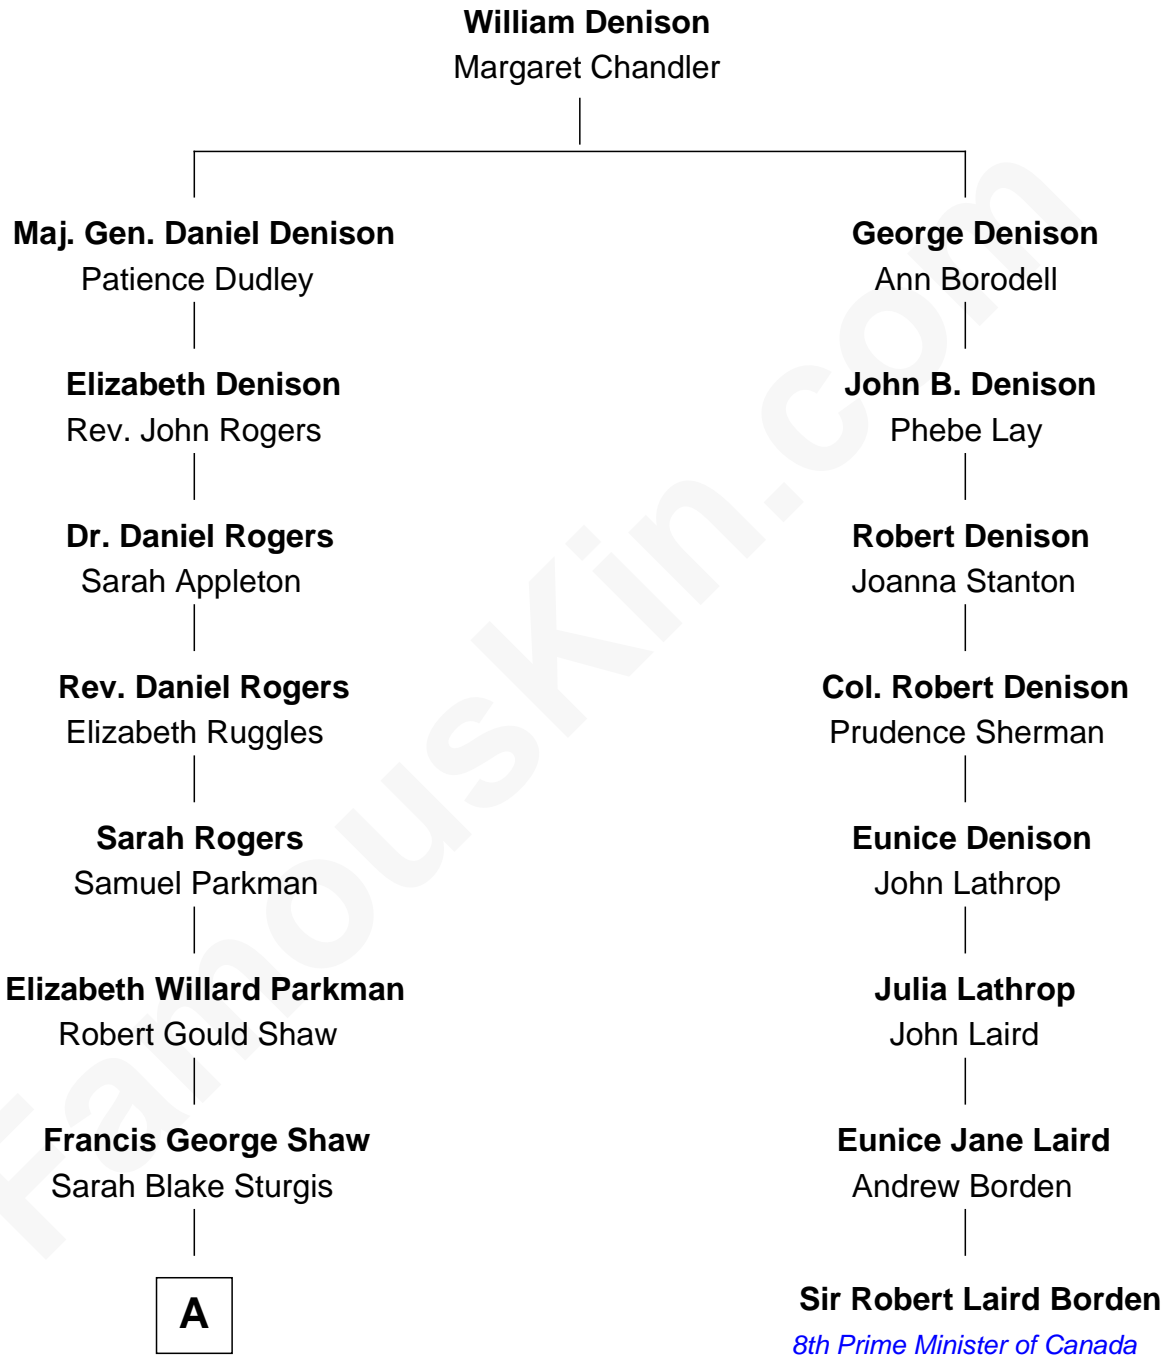 William Denison
Margaret Chandler
Maj. Gen. Daniel Denison
Patience Dudley
George Denison
Ann Borodell
Elizabeth Denison
Rev. John Rogers
John B. Denison
Phebe Lay
Dr. Daniel Rogers
Sarah Appleton
Robert Denison
Joanna Stanton
Rev. Daniel Rogers
Elizabeth Ruggles
Col. Robert Denison
Prudence Sherman
Sarah Rogers
Samuel Parkman
Eunice Denison
John Lathrop
Elizabeth Willard Parkman
Robert Gould Shaw
Julia Lathrop
John Laird
Francis George Shaw
Sarah Blake Sturgis
Eunice Jane Laird
Andrew Borden
A
Sir Robert Laird Borden
8th Prime Minister of Canada
FamousKin.com